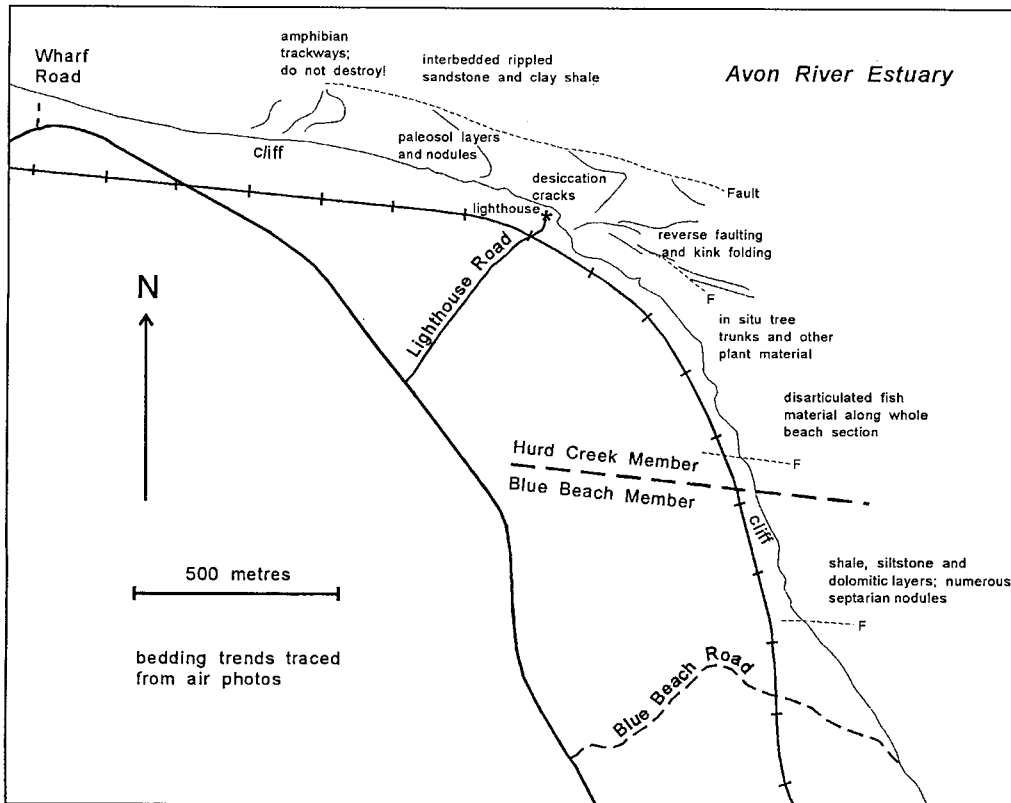 Wharf
Road
amphibian
trackways;
do not destroy!
interbedded rippled
sandstone and clay shale
Avon River Estuary
cliff
paleosol layers
and nodules
desiccation
cracks
lighthouse
Fault
reverse faulting
and kink folding
F
Lighthouse Road
N
in situ tree
trunks and other
plant material
disarticulated fish
material along whole
beach section
Hurd Creek Member
F
Blue Beach Member
cliff
500 metres
shale, siltstone and
dolomitic layers; numerous
septarian nodules
F
bedding trends traced
from air photos
Blue Beach Road